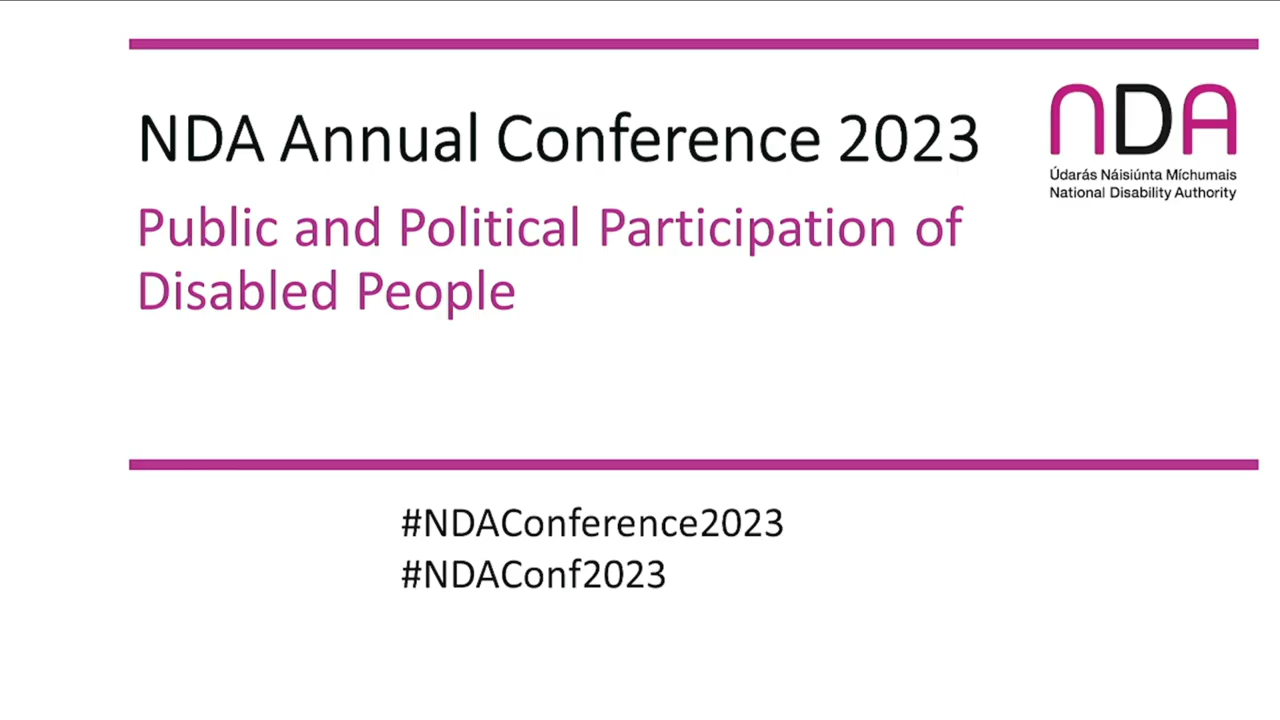 NDA Annual Conference 2023
Public and Political Participation of
Disabled People
NDA
Údarás Náisiúnta Míchumais
National Disability Authority
#NDAConference2023
#NDAConf2023